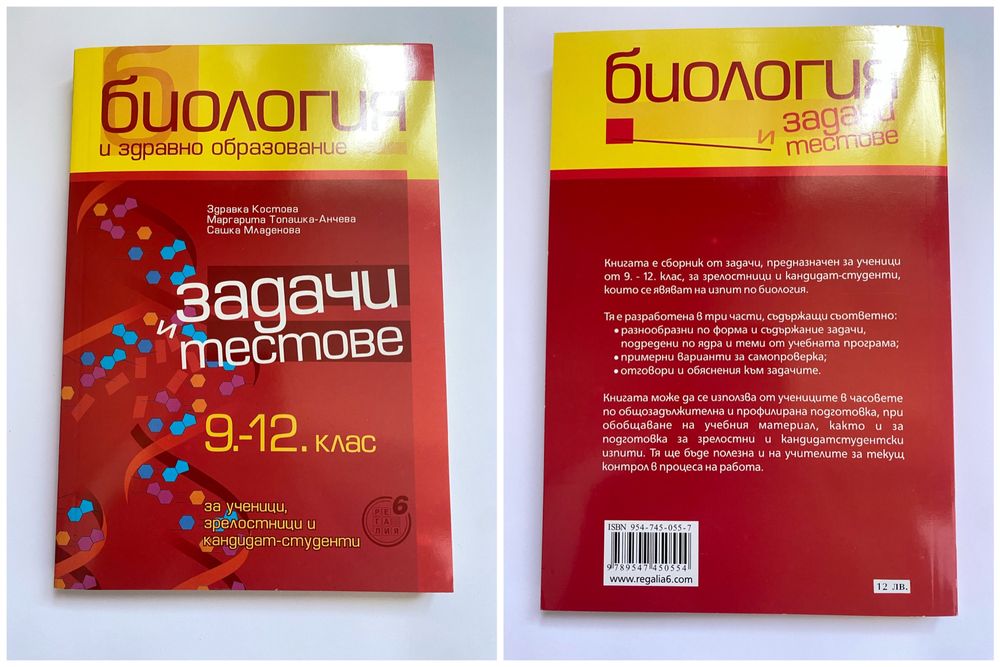 биология
и здравно образование
Здравка Костова
Маргарита Топашка-Анчева
Сашка Младенова
задачи
и
тестове
9.-12. клас
за ученици,
зрелостници и
кандидат-студенти
РЕГАЛИЯ 6
биология
задачи
и
тестове
Книгата е сборник от задачи, предназначен за ученици
от 9. - 12. клас, за зрелостници и кандидат-студенти,
които се явяват на изпит по биология.
Тя е разработена в три части, съдържащи съответно:
• разнообразни по форма и съдържание задачи,
подредени по ядра и теми от учебната програма;
• примерни варианти за самопроверка;
• отговори и обяснения към задачите.
Книгата може да се използва от учениците в часовете
по общозадължителна и профилирана подготовка, при
обобщаване на учебния материал, както и за
подготовка за зрелостни и кандидатстудентски
изпити. Тя ще бъде полезна и на учителите за текущ
контрол в процеса на работа.
ISBN 954-745-055-7
9 789547 450554
www.regalia6.com
12 ЛВ.